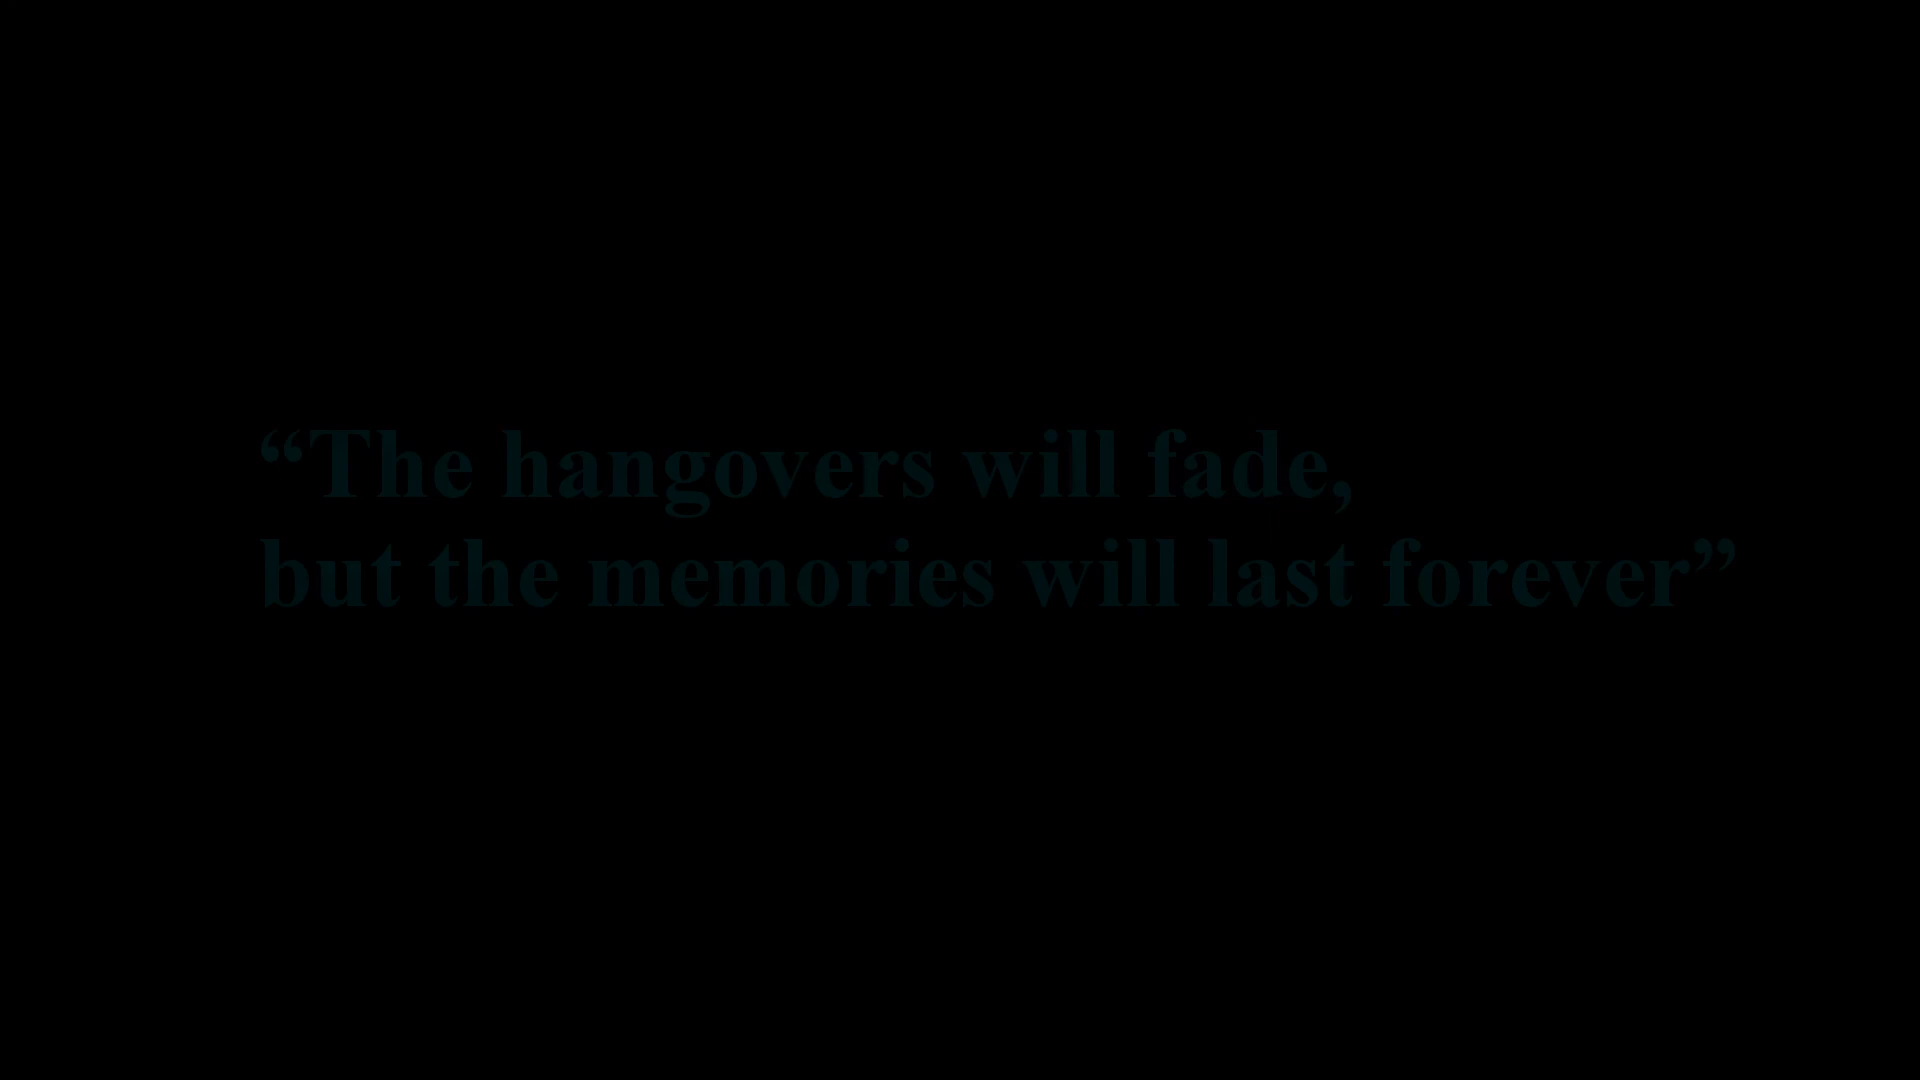 “The hangovers will fade,
but the memories will last forever”